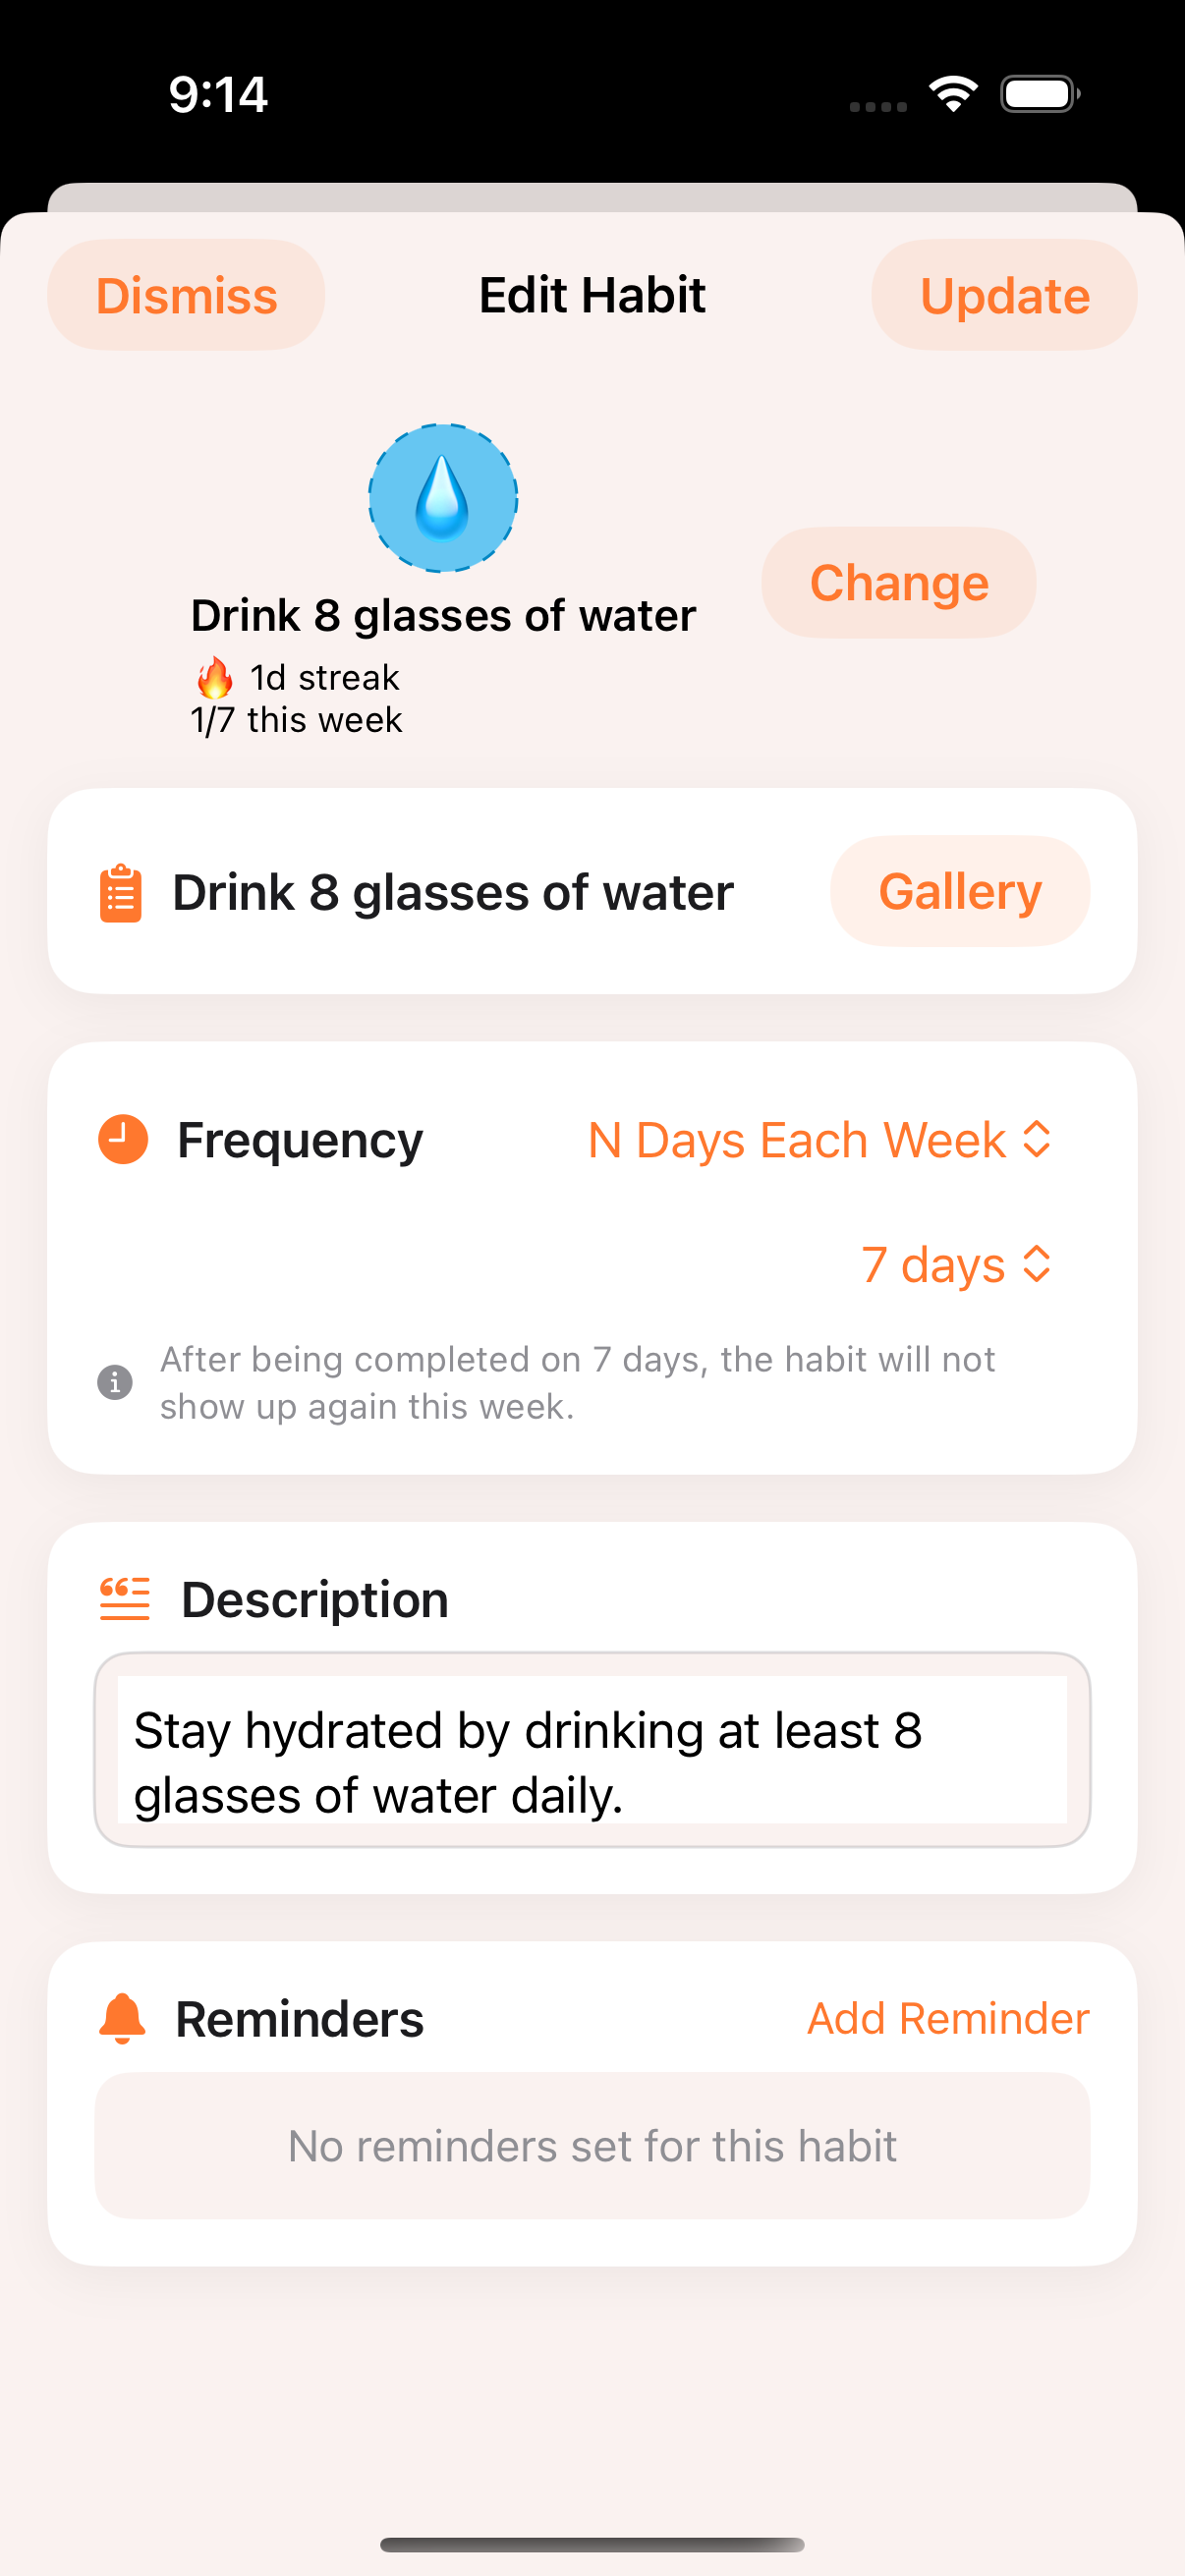 9:14
Dismiss
Edit Habit
Update
Drink 8 glasses of water
🔥 1d streak
1/7 this week
Change
Drink 8 glasses of water
Gallery
Frequency
N Days Each Week
7 days
After being completed on 7 days, the habit will not
show up again this week.
Description
Stay hydrated by drinking at least 8
glasses of water daily.
Reminders
Add Reminder
No reminders set for this habit